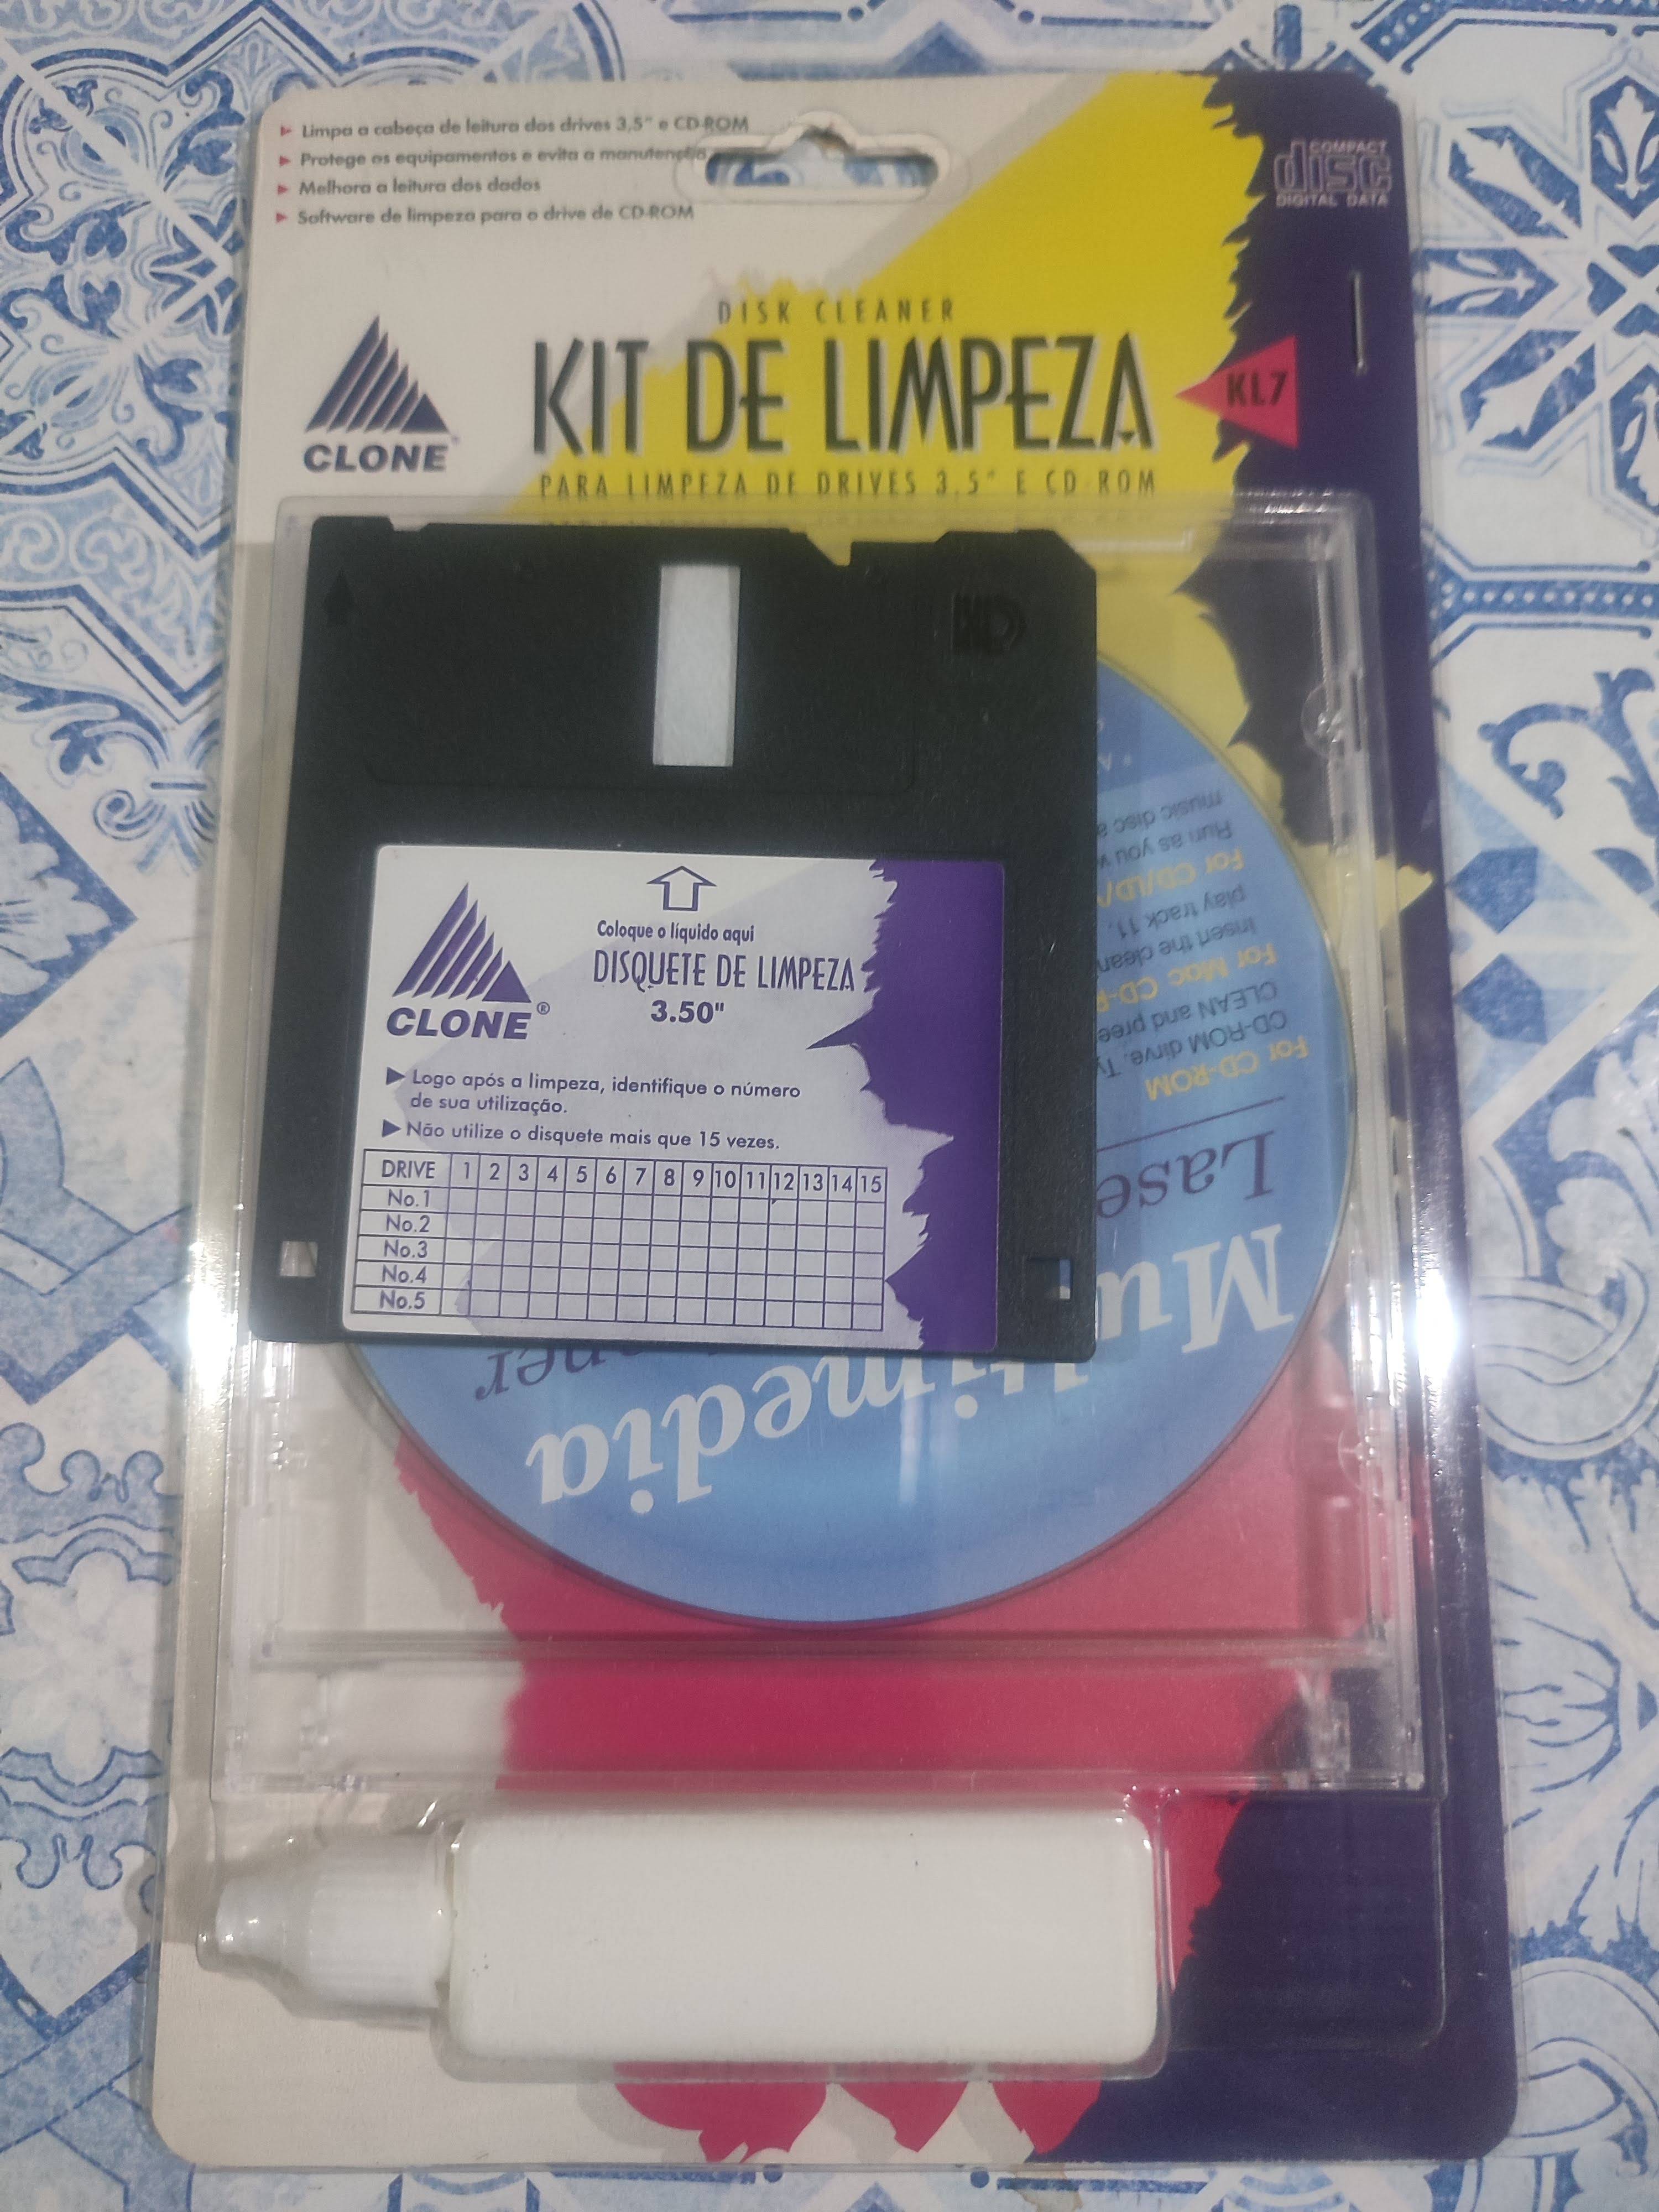 Limpa a cabeça de leitura dos drives 3,5" e CD-ROM
Protege os equipamentos e evita a manutenção
Melhora a leitura dos dados
Software de limpeza para o drive de CD-ROM
COMPACT
disc
DIGITAL DATA
DISK CLEANER
KIT DE LIMPEZA
KL7
CLONE
PARA LIMPEZA DE DRIVES 3,5" E CD-ROM
HD
Coloque o líquido aqui
DISQUETE DE LIMPEZA
3.50"
CLONE®
Logo após a limpeza, identifique o número
de sua utilização.
Não utilize o disquete mais que 15 vezes.
DRIVE 1 2 3 4 5 6 7 8 9 10 11 12 13 14 15
No.1
No.2
No.3
No.4
No.5
Multimedia
Lase ner
For CD-ROM
CD-ROM dirve. Ty
CLEAN and pree
For Mac CD-R
Insert the clean
play track 11.
For CD/LD/
Run as you w
music disc a